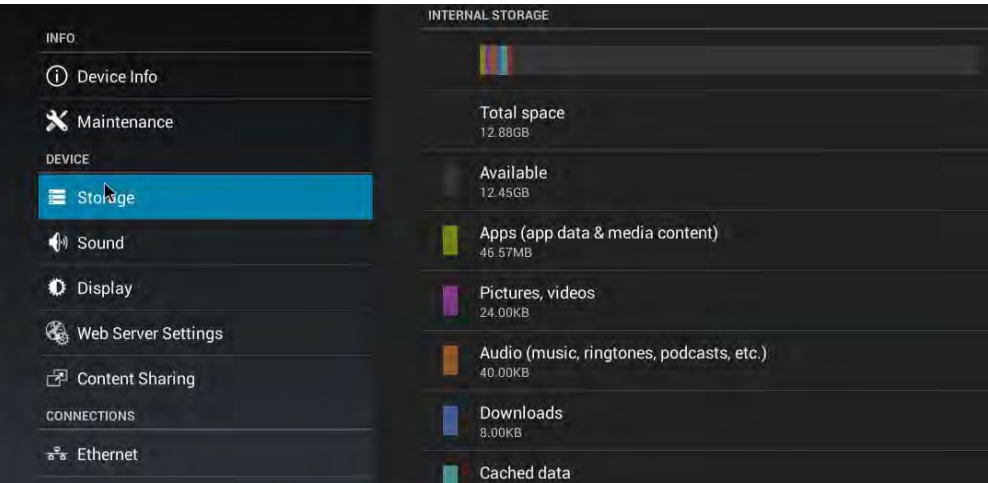 INFO
Device Info
Maintenance
DEVICE
Storage
Sound
Display
Web Server Settings
Content Sharing
CONNECTIONS
Ethernet
INTERNAL STORAGE
Total space
12.88GB
Available
12.45GB
Apps (app data & media content)
46.57MB
Pictures, videos
24.00KB
Audio (music, ringtones, podcasts, etc.)
40.00KB
Downloads
8.00KB
Cached data